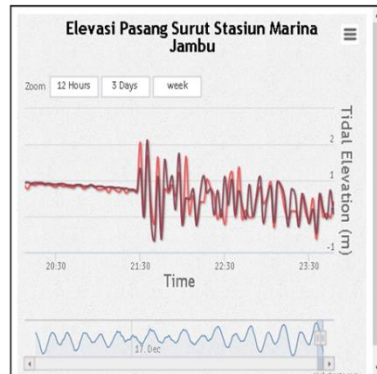 Elevasi Pasang Surut Stasiun Marina
Jambu
Zoom 12 Hours 3 Days week
2
1
-1
Tidal Elevation (m)
20:30 21:30 22:30 23:30
Time
17. Dec